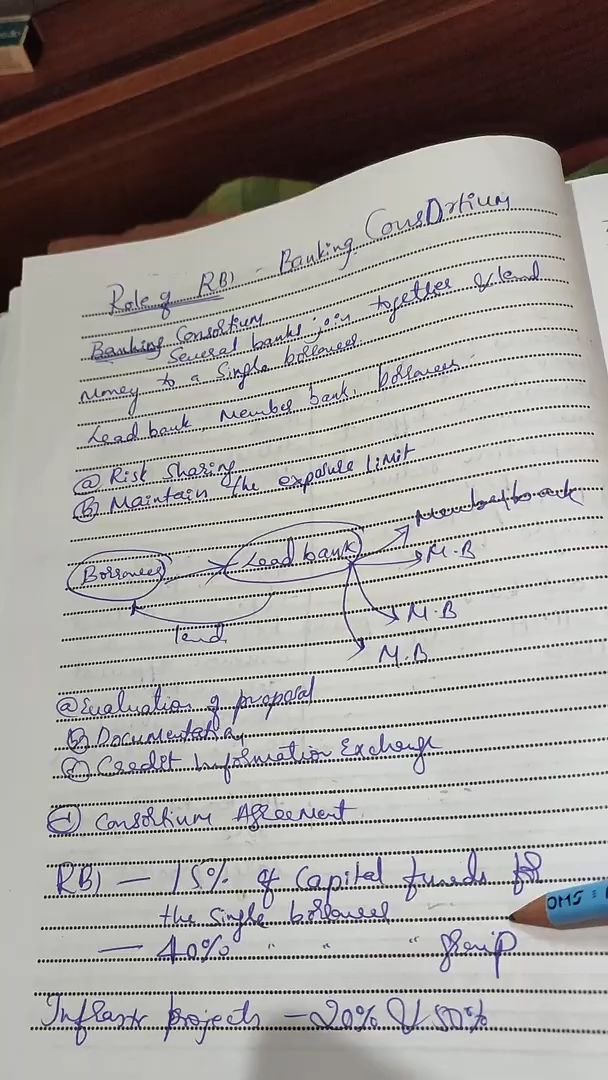 Role of RBI - Banking Consortium
Banking Consortium
Several banks join together & lend
Money to a Single borrower.
Lead bank, Member bank, borrower.
(a) Risk Sharing
(b) Maintain the exposure limit
Borrower Lead bank Member bank
M.B
M.B
M.B
lend
(a) Evaluation of proposal
(b) Documentation
(c) Credit Information Exchange
(d) Consortium Agreement
RBI — 15% of Capital funds for
the single borrower
— 40% " " " group
Infrastr projects — 20% & 50%
OMS